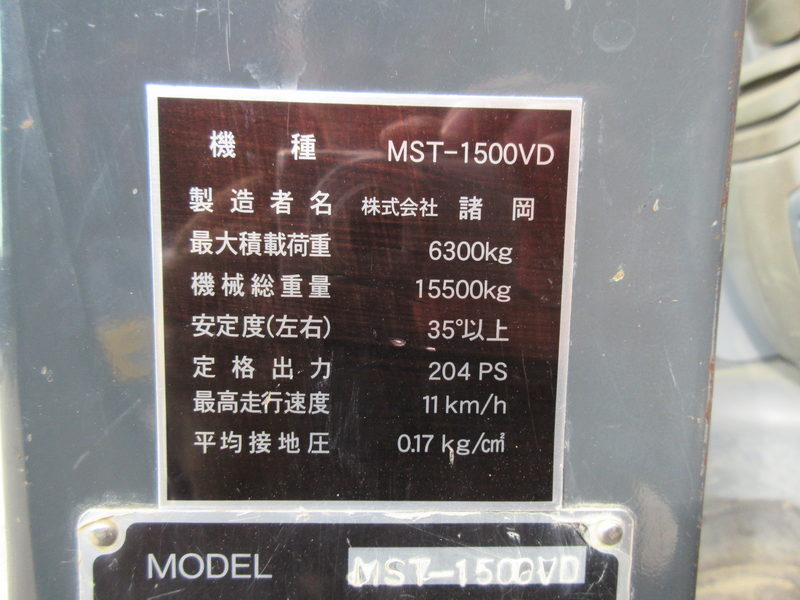 機種 MST-1500VD
製造者名 株式会社 諸岡
最大積載荷重 6300kg
機械総重量 15500kg
安定度(左右) 35°以上
定格出力 204 PS
最高走行速度 11km/h
平均接地圧 0.17 kg/㎠
MODEL MST-1500VD